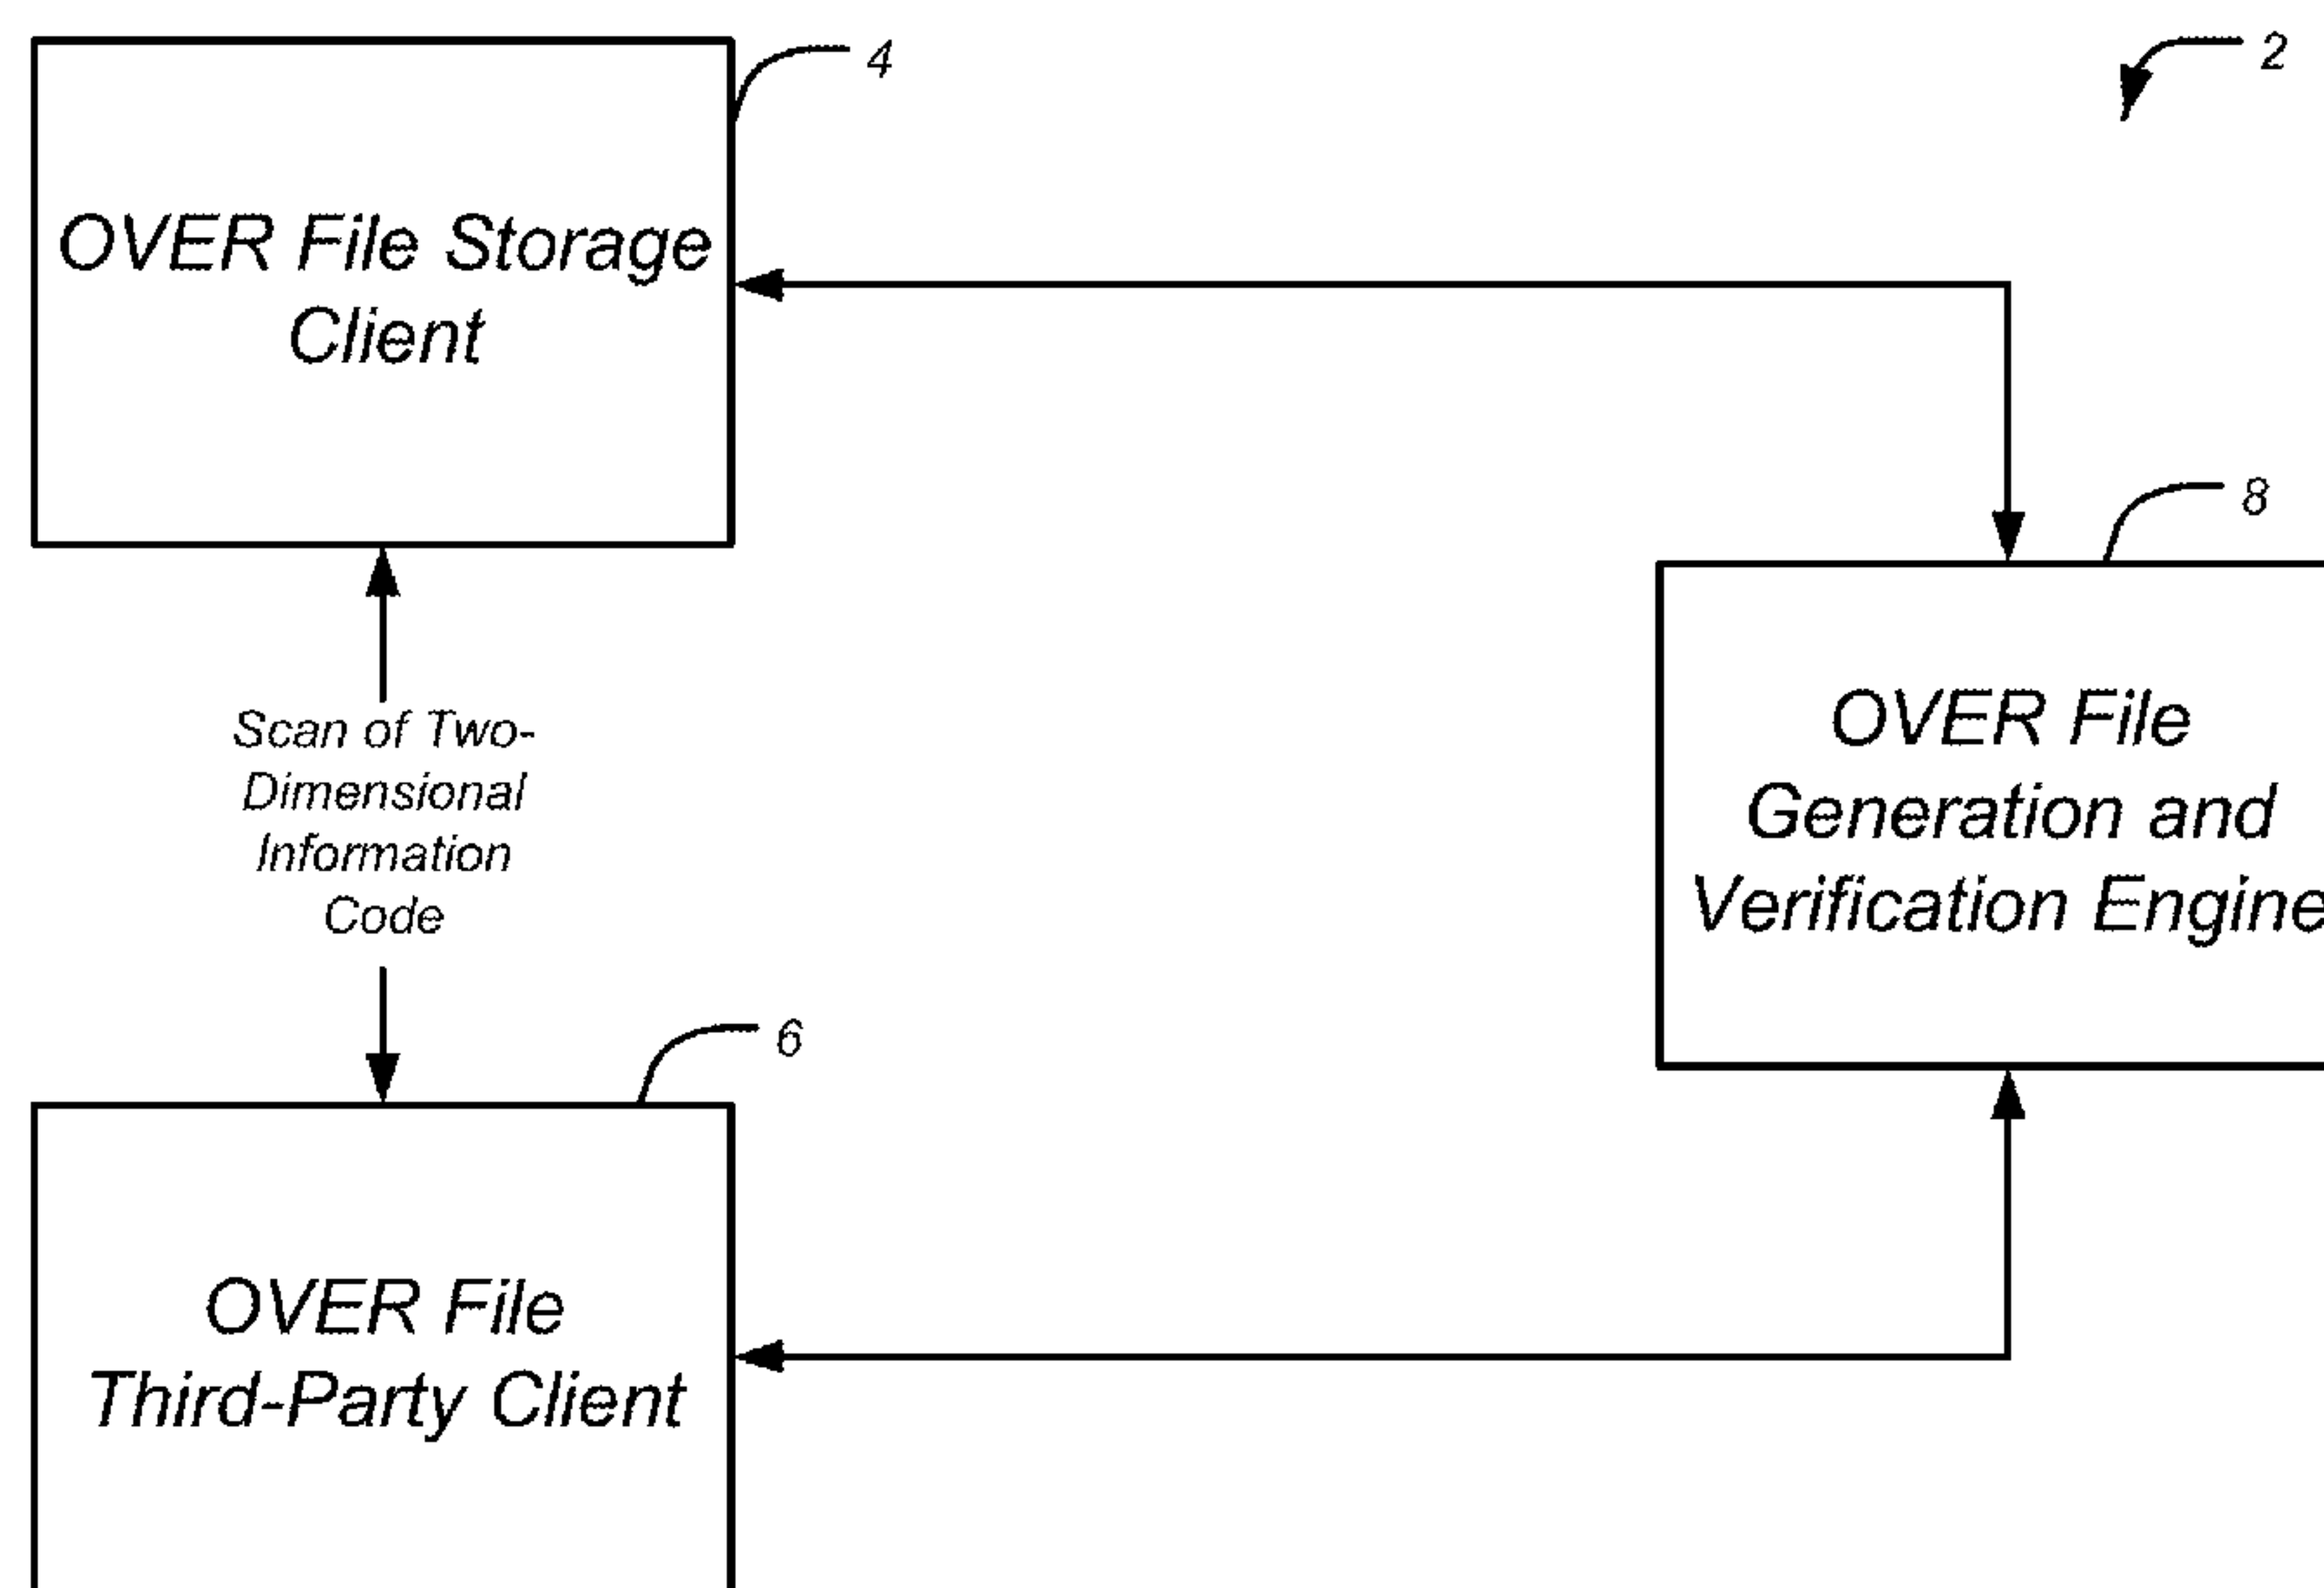 4
2
OVER File Storage
Client
8
Scan of Two-
Dimensional
Information
Code
OVER File
Generation and
Verification Engine
6
OVER File
Third-Party Client